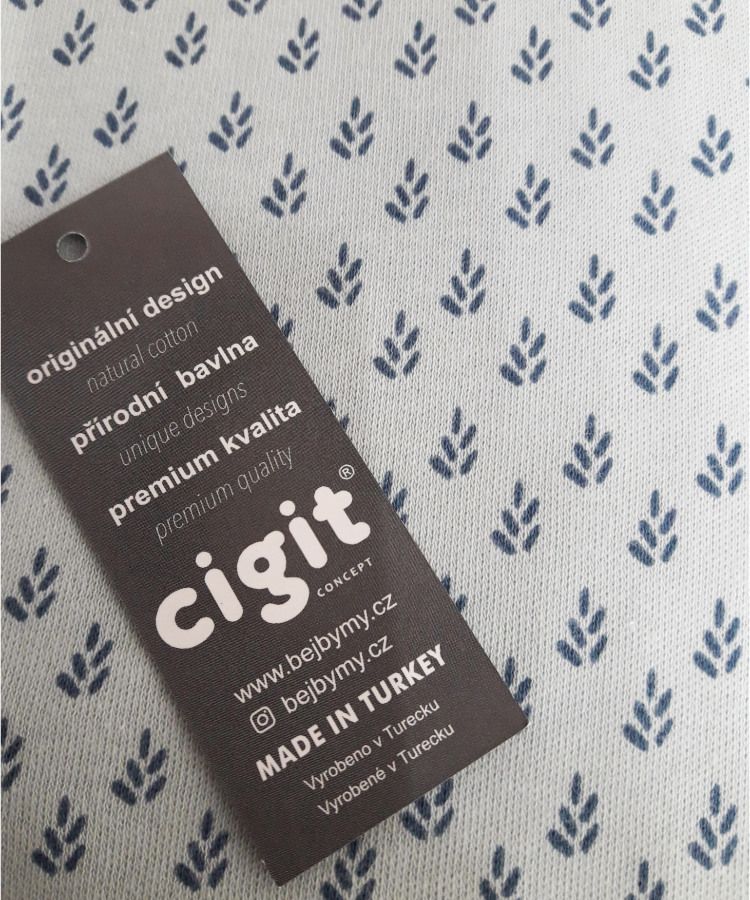 originální design
natural cotton
přírodní bavlna
unique designs
premium kvalita
premium quality
cigit®
CONCEPT
www.bejbymy.cz
bejbymy.cz
MADE IN TURKEY
Vyrobeno v Turecku
Vyrobené v Turecku